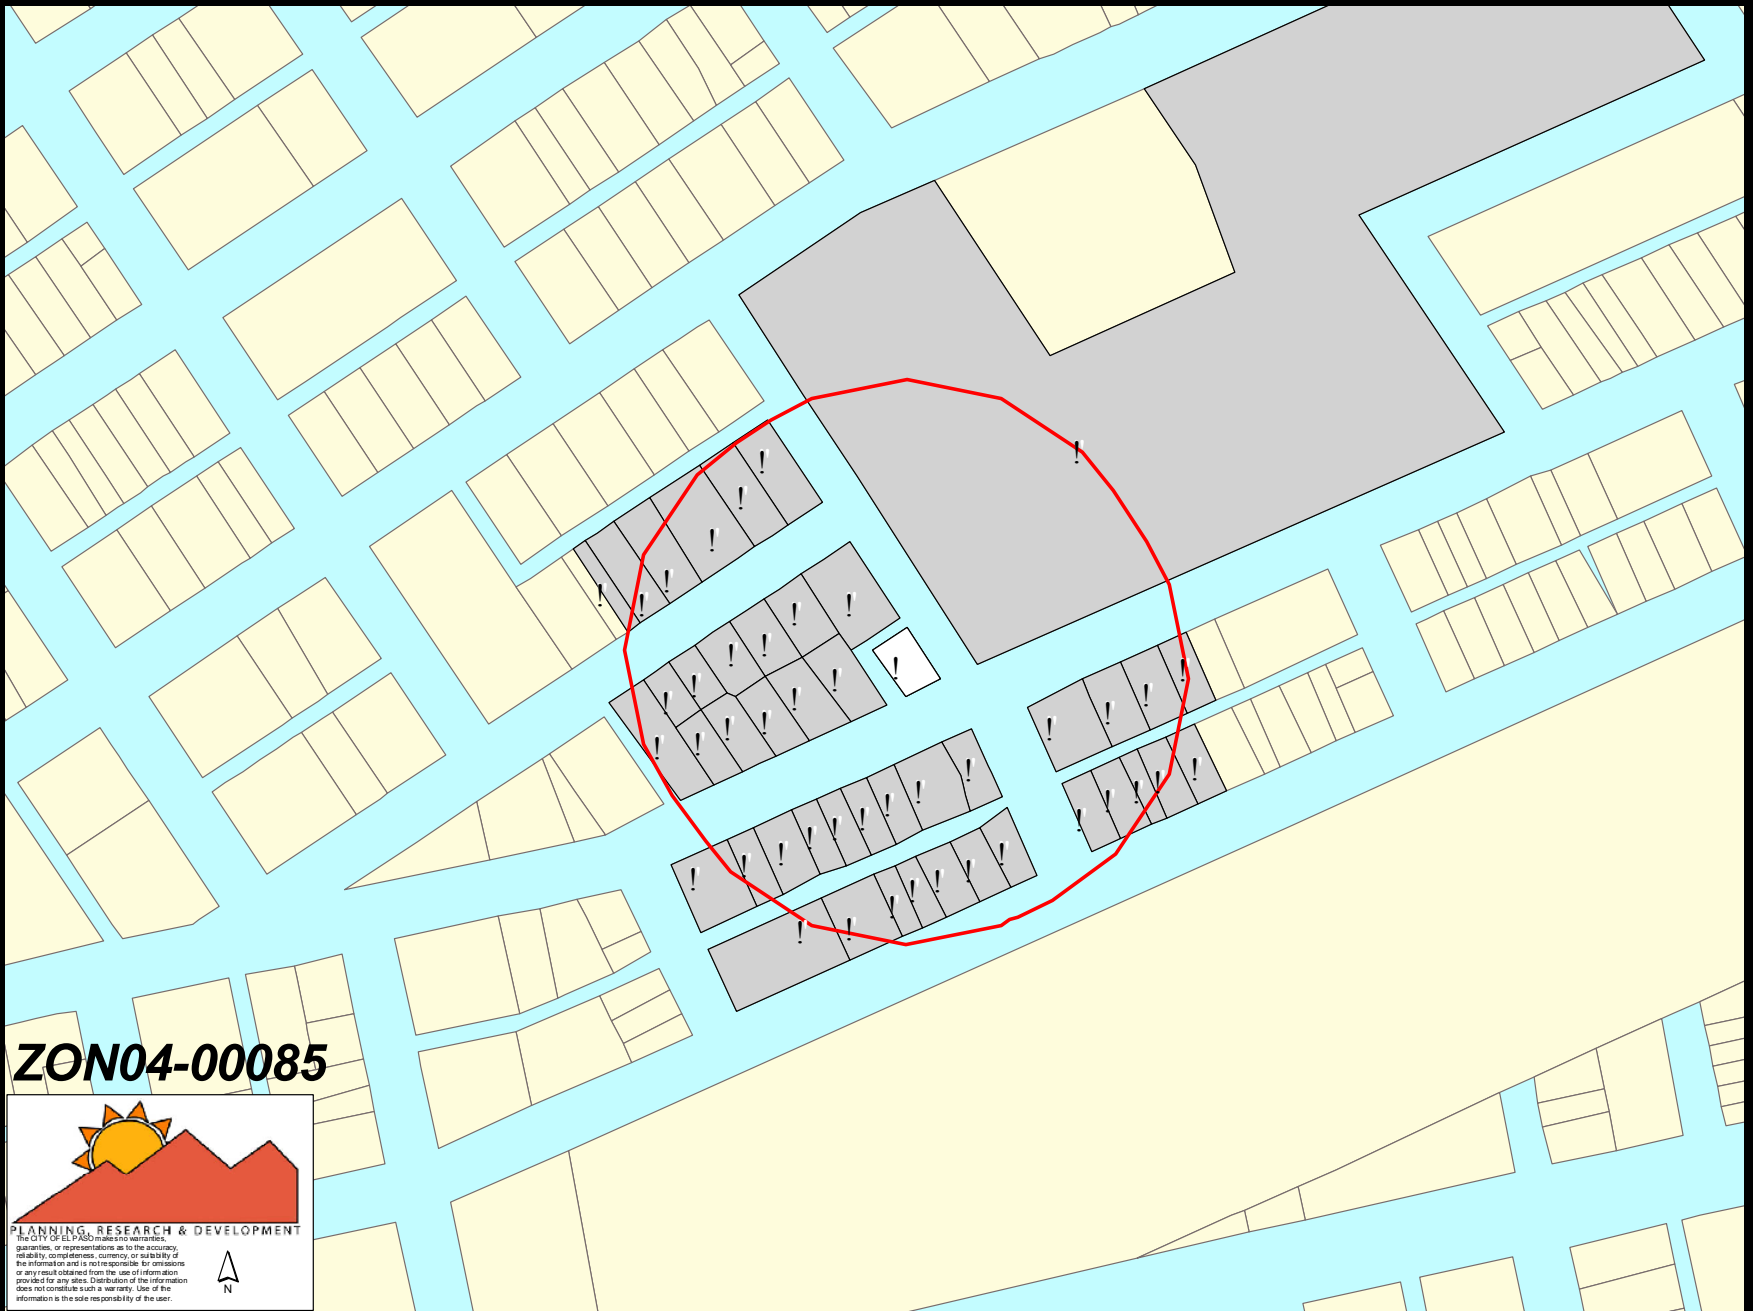 ZON04-00085
PLANNING, RESEARCH & DEVELOPMENT
The CITY OF EL PASO makes no warranties,
guaranties, or representations as to the accuracy,
reliability, completeness, currency, or suitability of
the information and is not responsible for omissions
or any result obtained from the use of information
provided for any sites. Distribution of the information
does not constitute such a warranty. Use of the
information is the sole responsibility of the user.
N